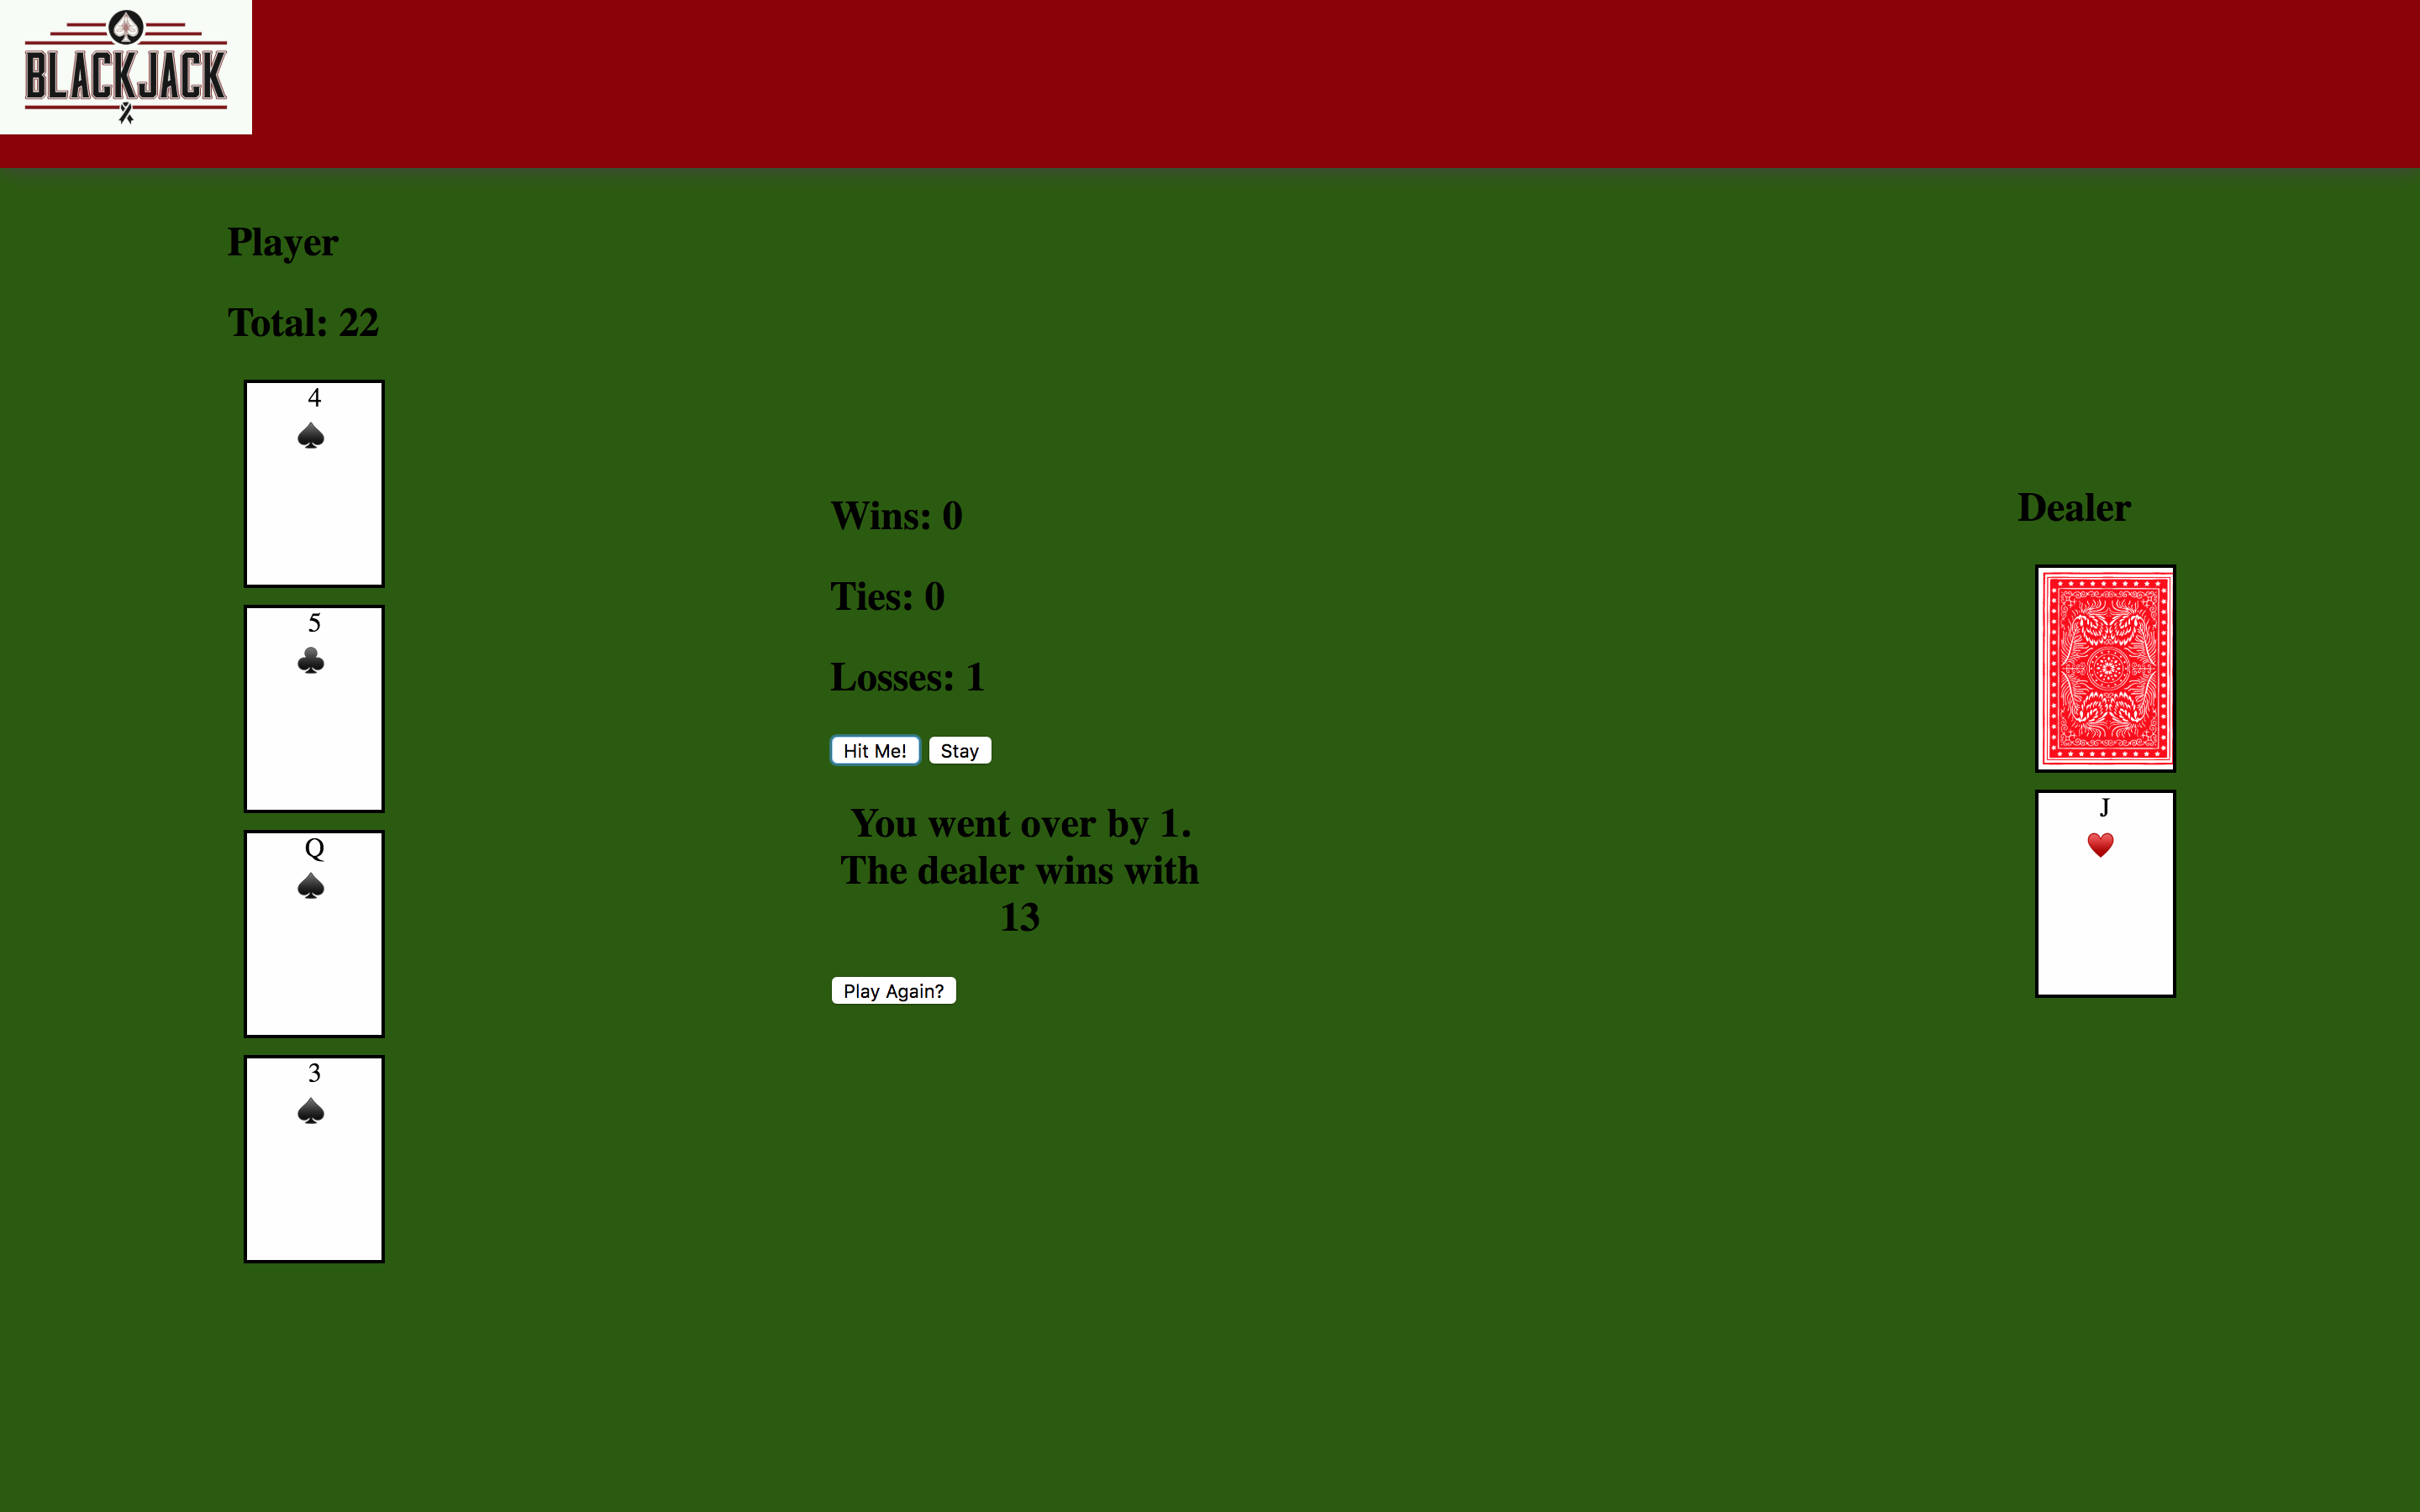 BLACKJACK
Player
Total: 22
4
5
Q
3
Wins: 0
Ties: 0
Losses: 1
Hit Me! Stay
You went over by 1.
The dealer wins with
13
Play Again?
Dealer
J